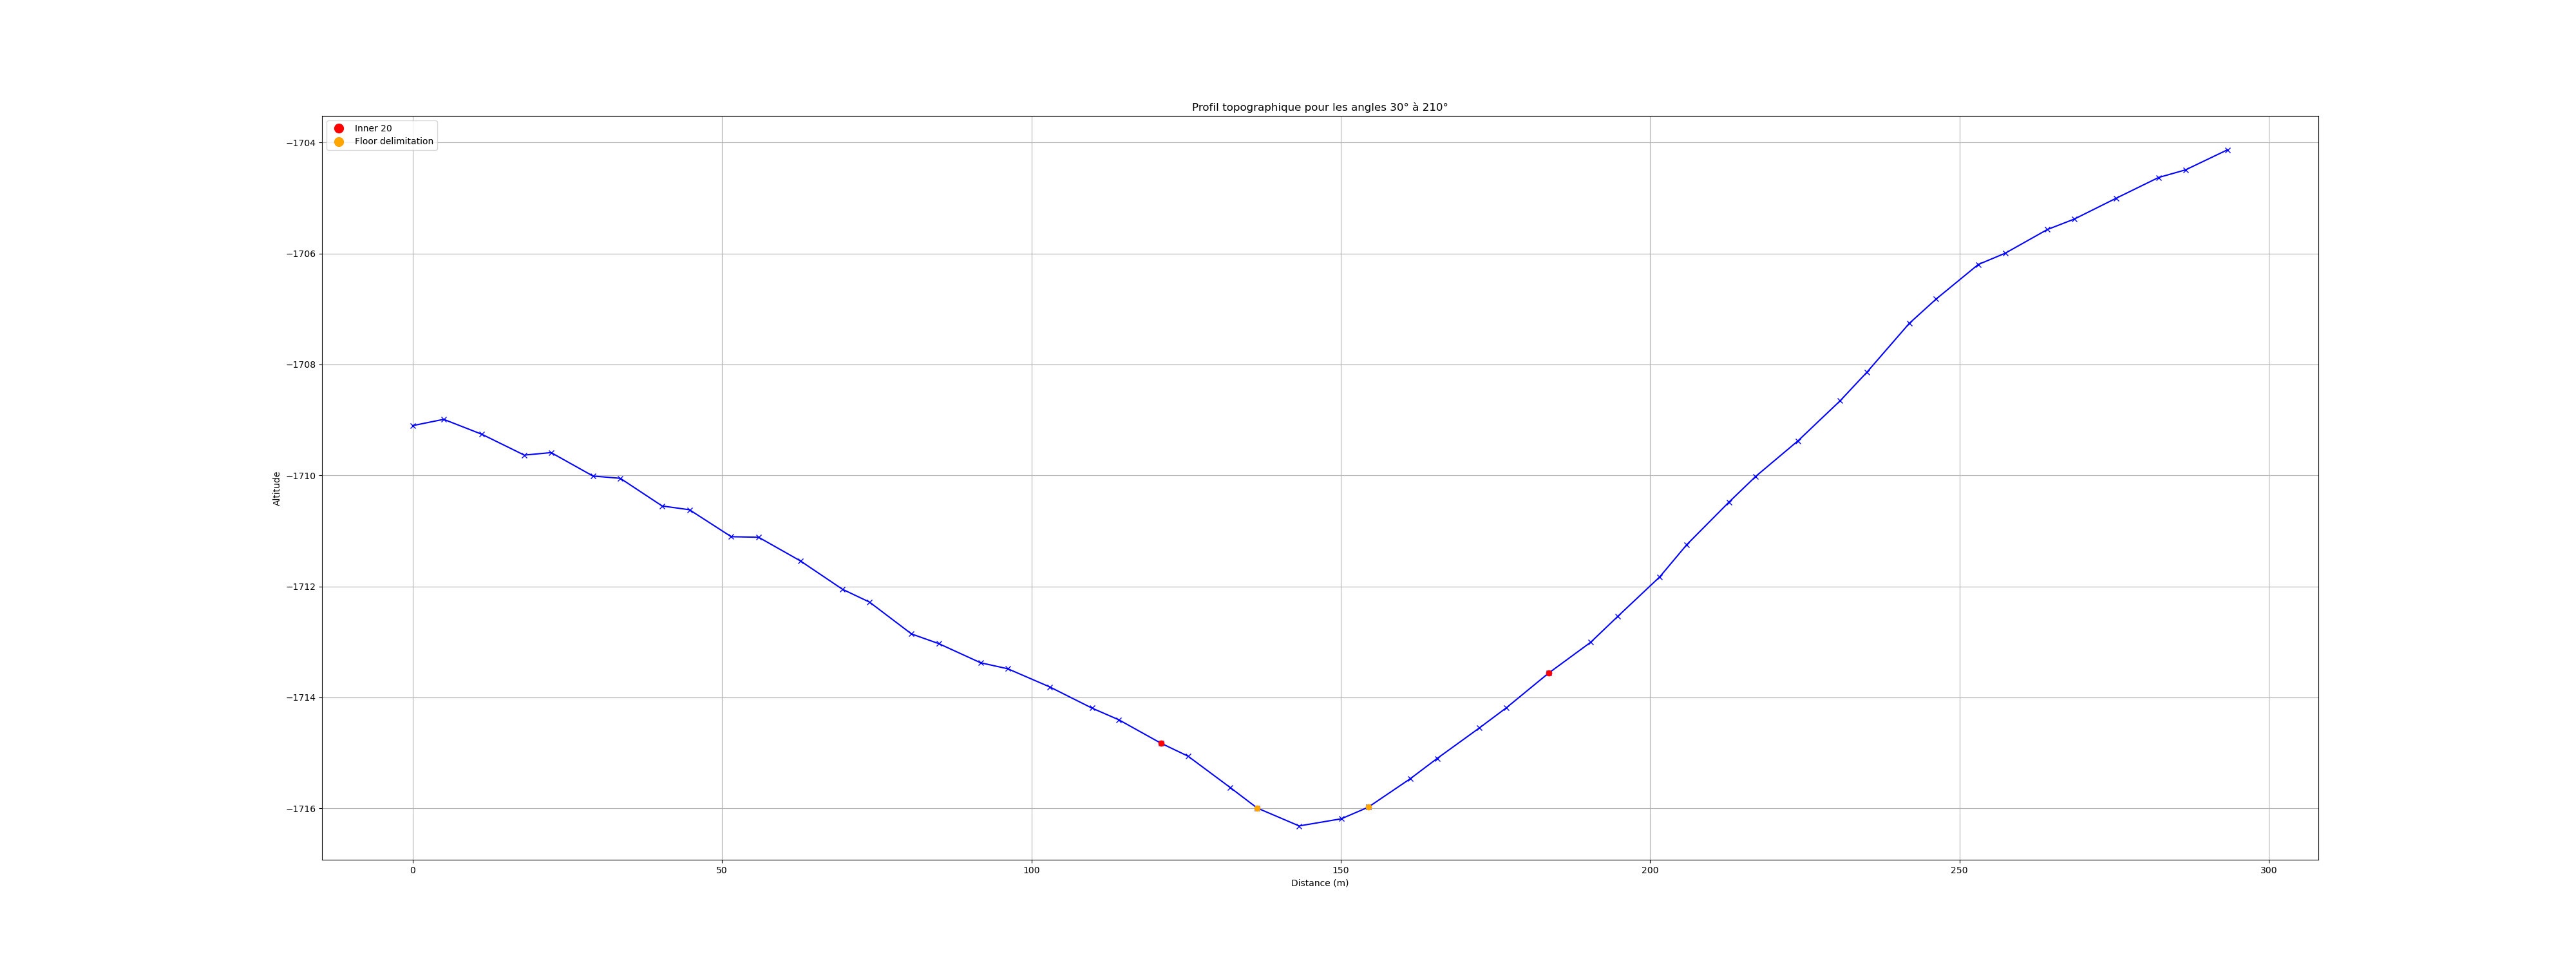 Profil topographique pour les angles 30° à 210°
Inner 20
Floor delimitation
−1704
−1706
−1708
−1710
−1712
−1714
−1716
Altitude
0 50 100 150 200 250 300
Distance (m)